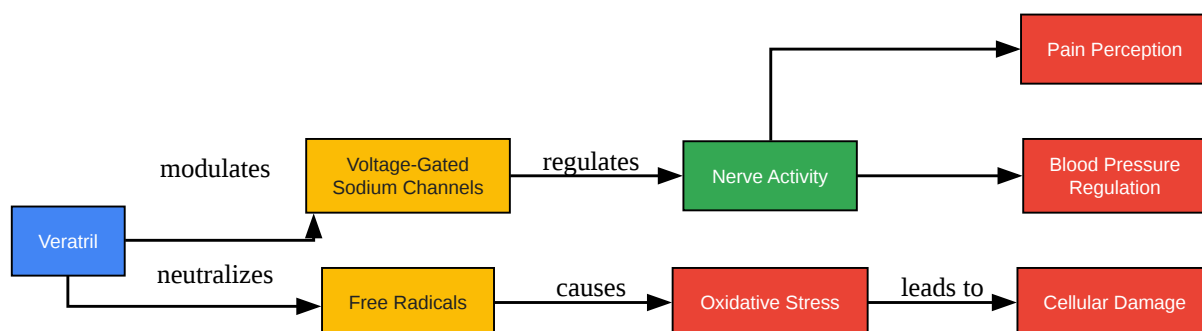 Pain Perception
modulates
Voltage-Gated
Sodium Channels
regulates
Nerve Activity
Blood Pressure
Regulation
Veratril
neutralizes
Free Radicals
causes
Oxidative Stress
leads to
Cellular Damage